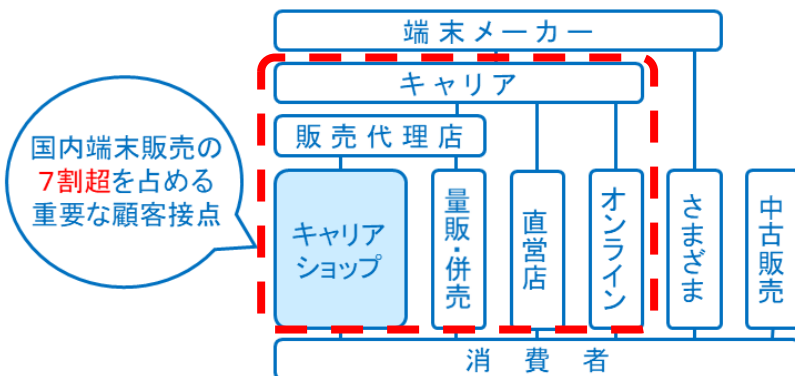 端末メーカー
キャリア
販売代理店
国内端末販売の
7割超を占める
重要な顧客接点
キャリア
ショップ
量販・併売
直営店
オンライン
さまざま
中古販売
消費者